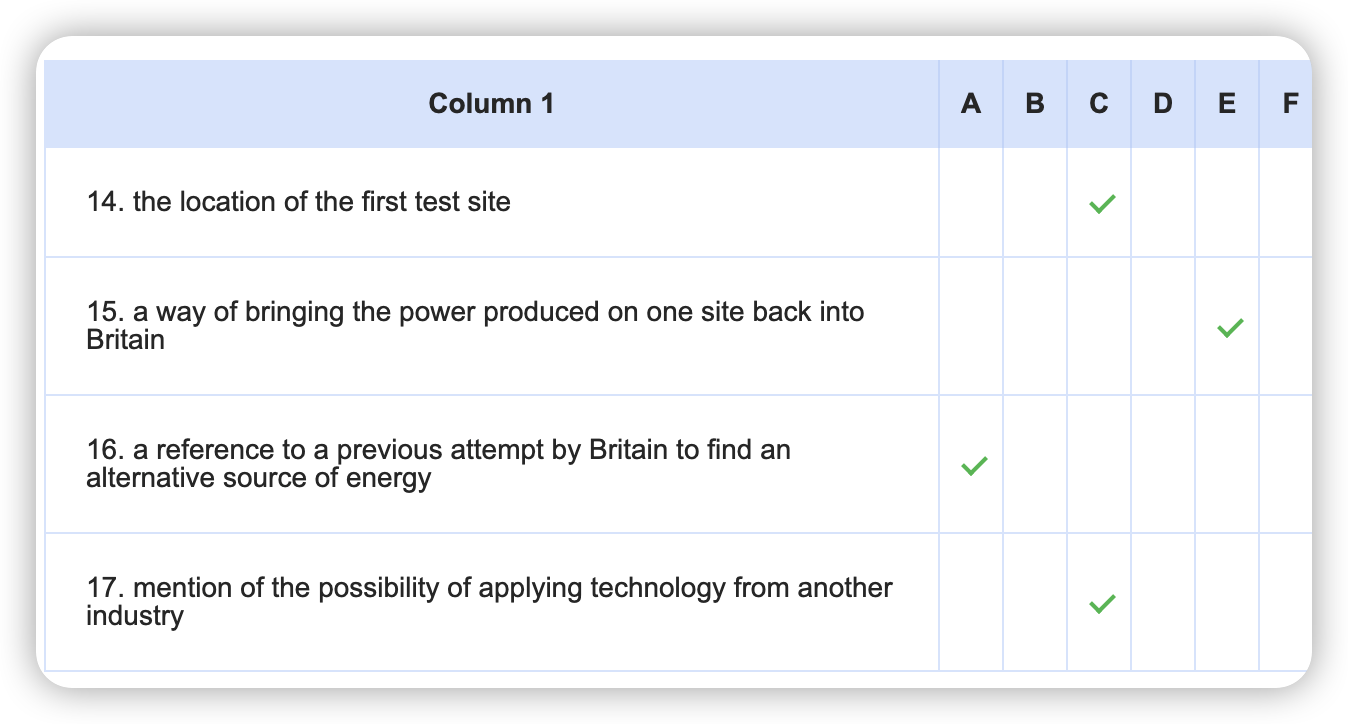 Column 1 A B C D E F
14. the location of the first test site
15. a way of bringing the power produced on one site back into
Britain
16. a reference to a previous attempt by Britain to find an
alternative source of energy
17. mention of the possibility of applying technology from another
industry